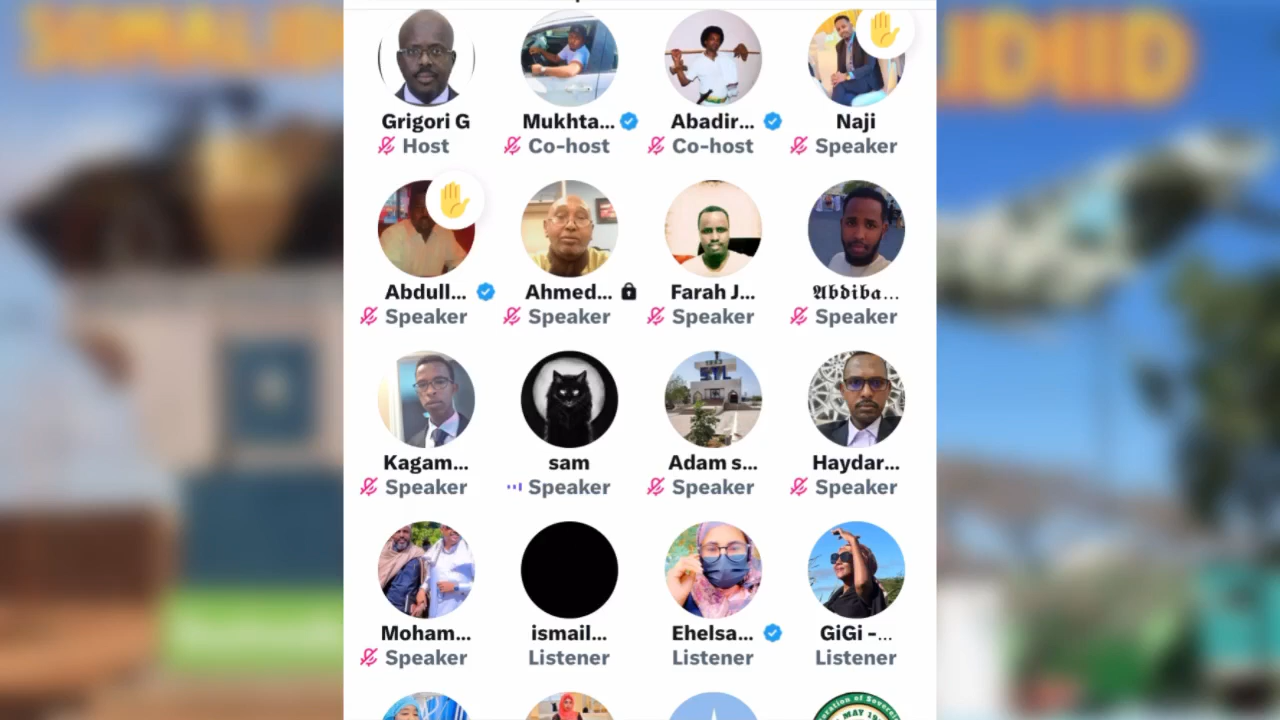 Grigori G
Mukhta...
Abadir...
Naji
Host
Co-host
Co-host
Speaker
Abdull...
Ahmed...
Farah J...
𝕬𝖇𝖉𝖎𝖇𝖆...
Speaker
Speaker
Speaker
Speaker
Kagam...
sam
Adam s...
Haydar...
Speaker
Speaker
Speaker
Speaker
Moham...
ismail...
Ehelsa...
GiGi -...
Speaker
Listener
Listener
Listener
MAY